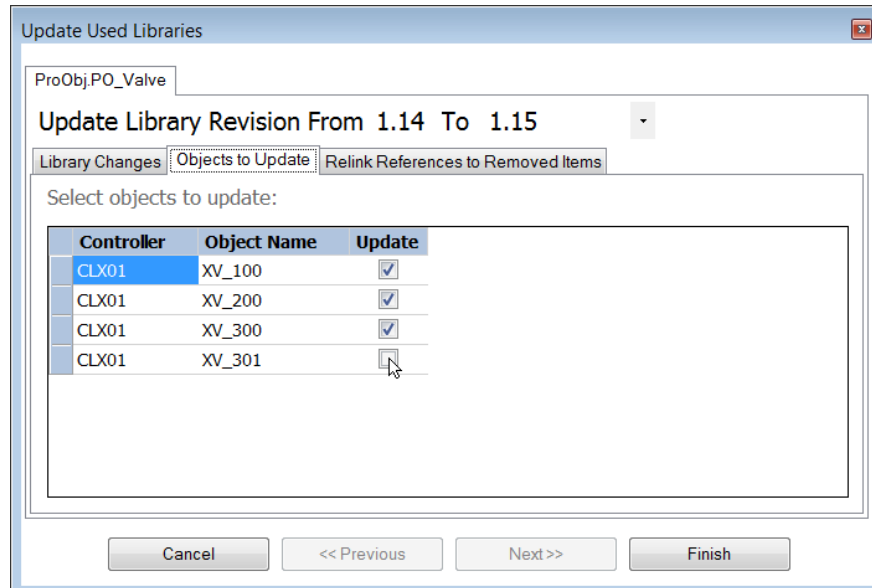 Update Used Libraries
ProObj.PO_Valve
Update Library Revision From 1.14 To 1.15
Library Changes Objects to Update Relink References to Removed Items
Select objects to update:
Controller Object Name Update
CLX01 XV_100
CLX01 XV_200
CLX01 XV_300
CLX01 XV_301
Cancel << Previous Next >> Finish